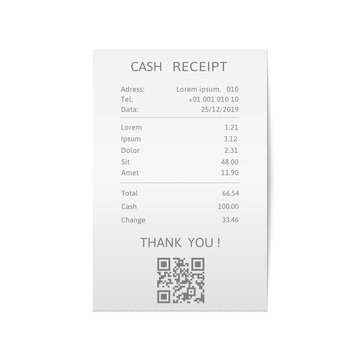 CASH RECEIPT
Adress: Lorem ipsum, 010
Tel: +01 001 010 10
Data: 25/12/2019
Lorem 1.21
Ipsum 3.12
Dolor 2.31
Sit 48.00
Amet 11.90
Total 66.54
Cash 100.00
Change 33.46
THANK YOU !